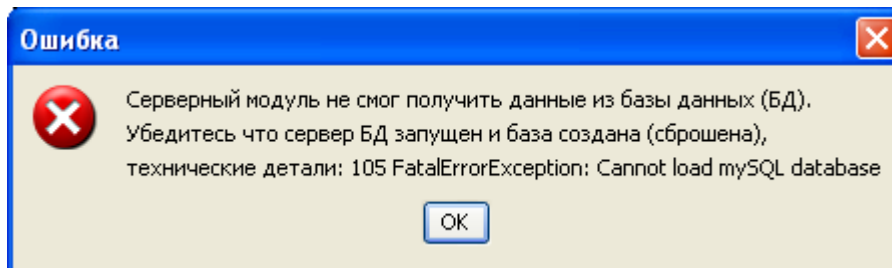 Ошибка
Серверный модуль не смог получить данные из базы данных (БД).
Убедитесь что сервер БД запущен и база создана (сброшена),
технические детали: 105 FatalErrorException: Cannot load mySQL database
OK